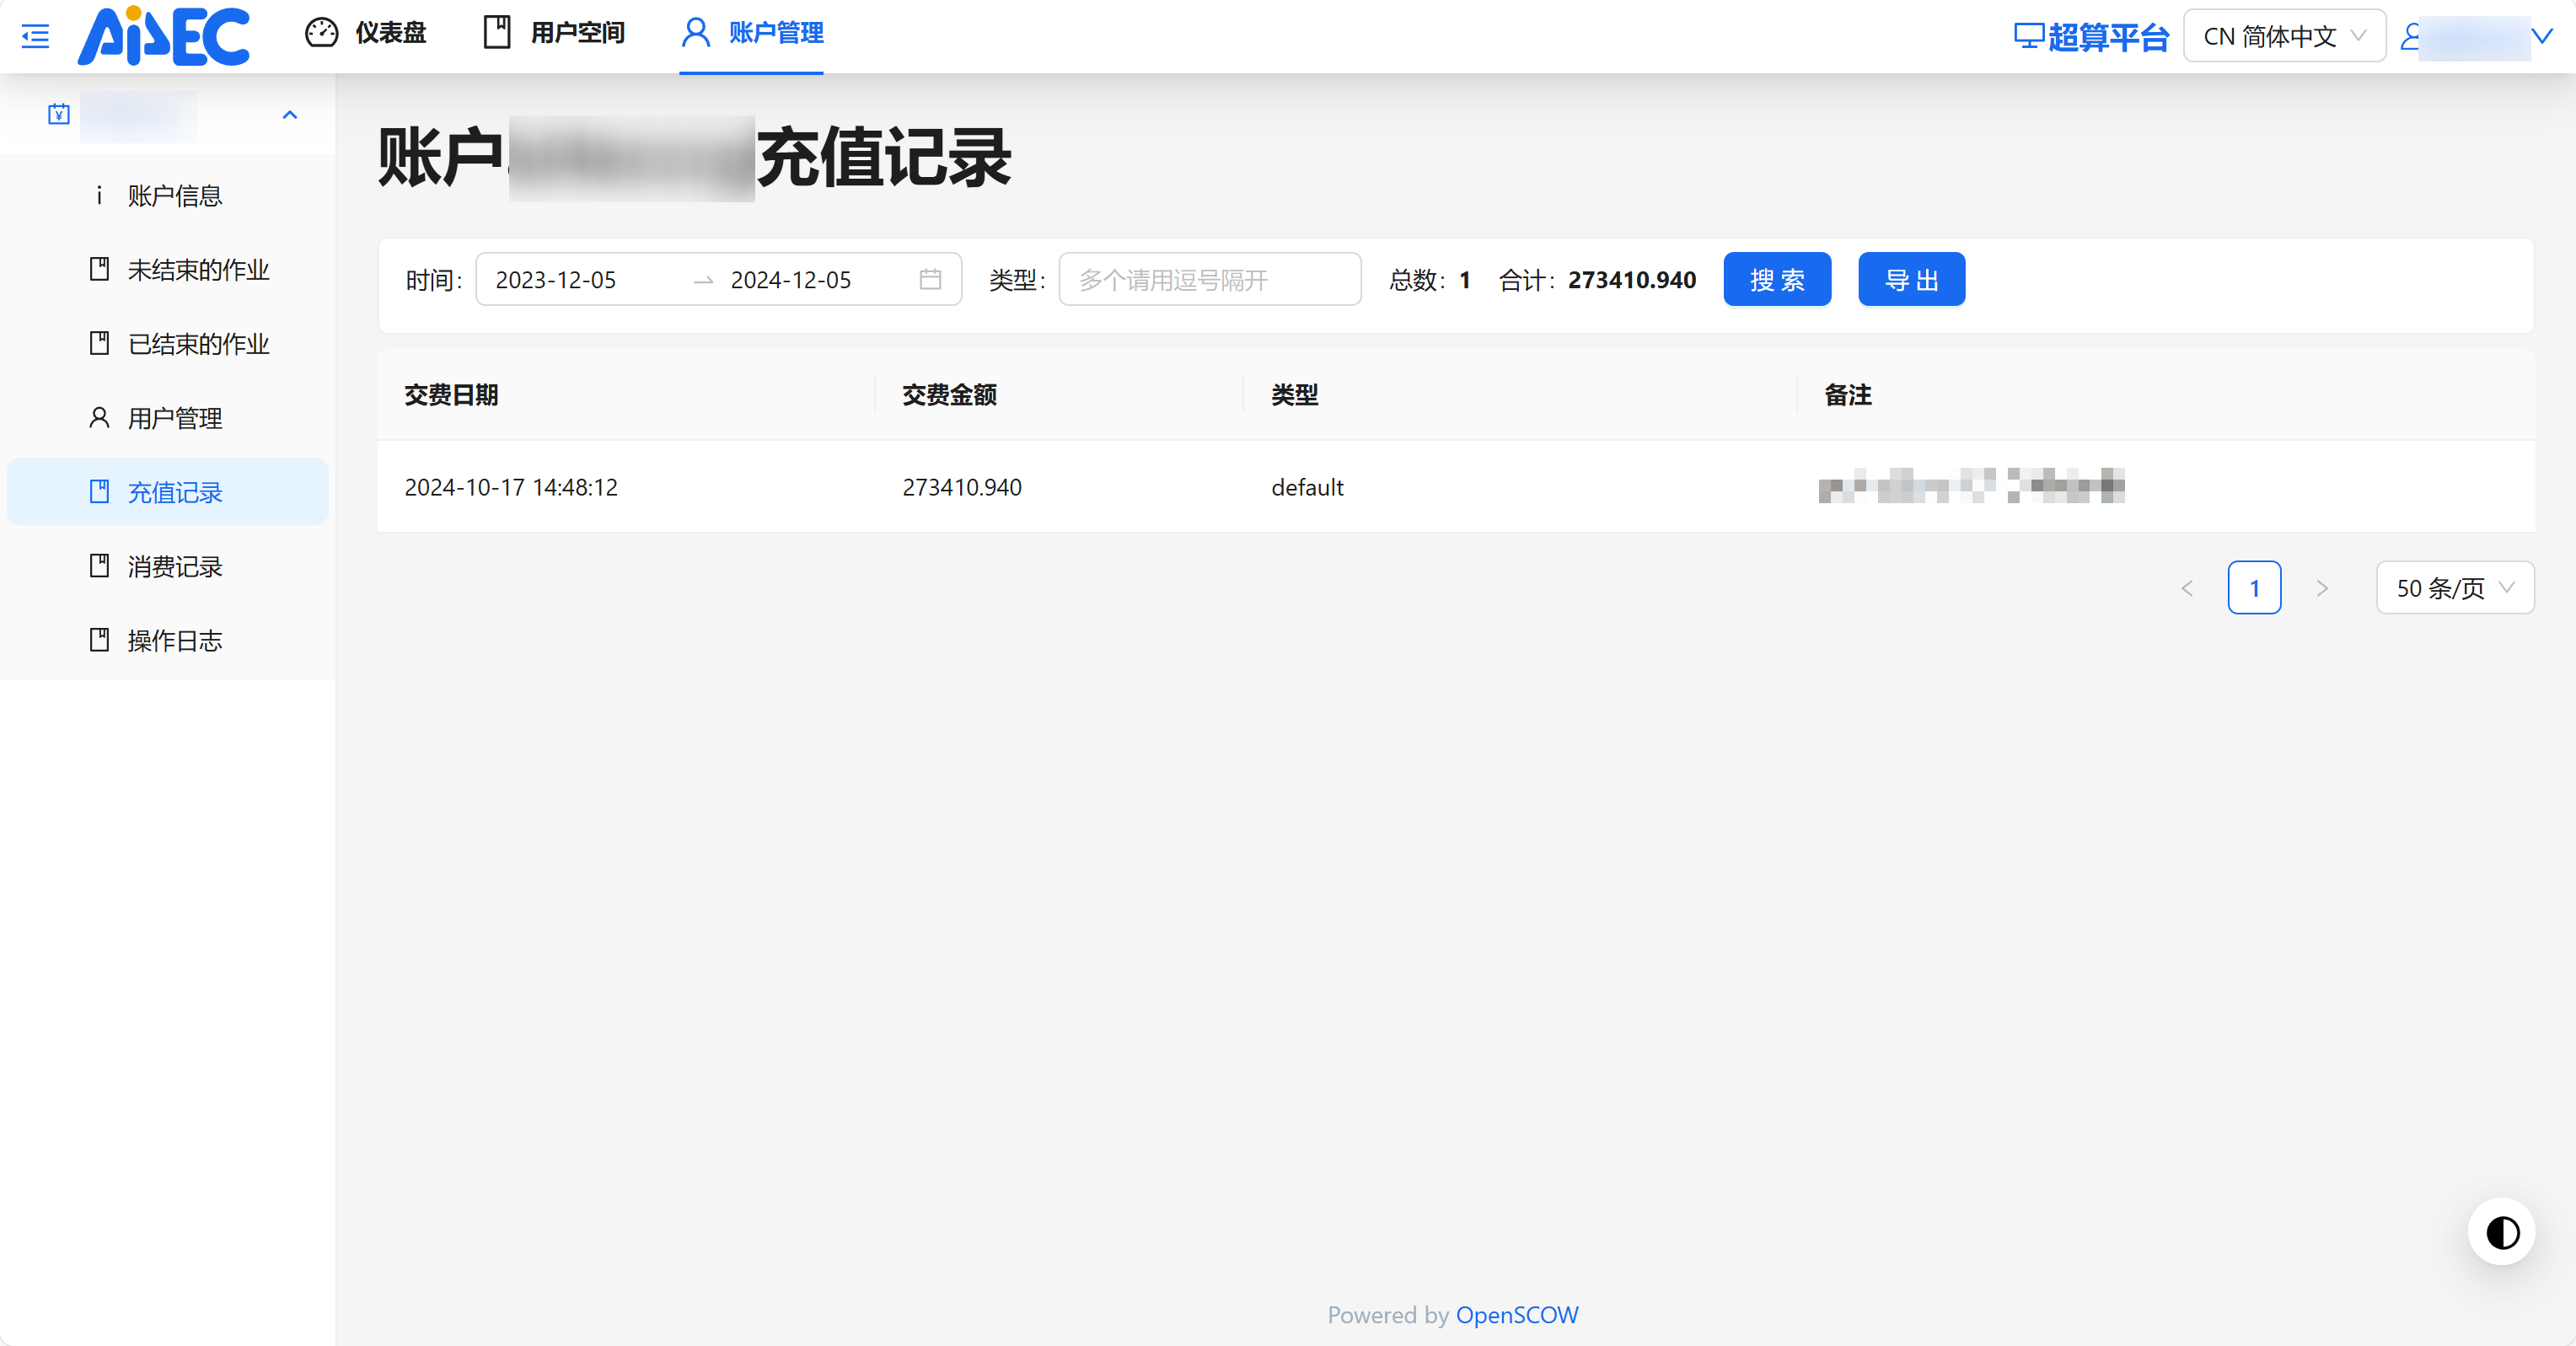 AiDEC 仪表盘 用户空间 账户管理 超算平台 CN 简体中文
账户信息
未结束的作业
已结束的作业
用户管理
充值记录
消费记录
操作日志
账户 充值记录
时间: 2023-12-05 → 2024-12-05 类型: 多个请用逗号隔开 总数: 1 合计: 273410.940 搜 索 导 出
交费日期 交费金额 类型 备注
2024-10-17 14:48:12 273410.940 default
< 1 > 50 条/页
Powered by OpenSCOW